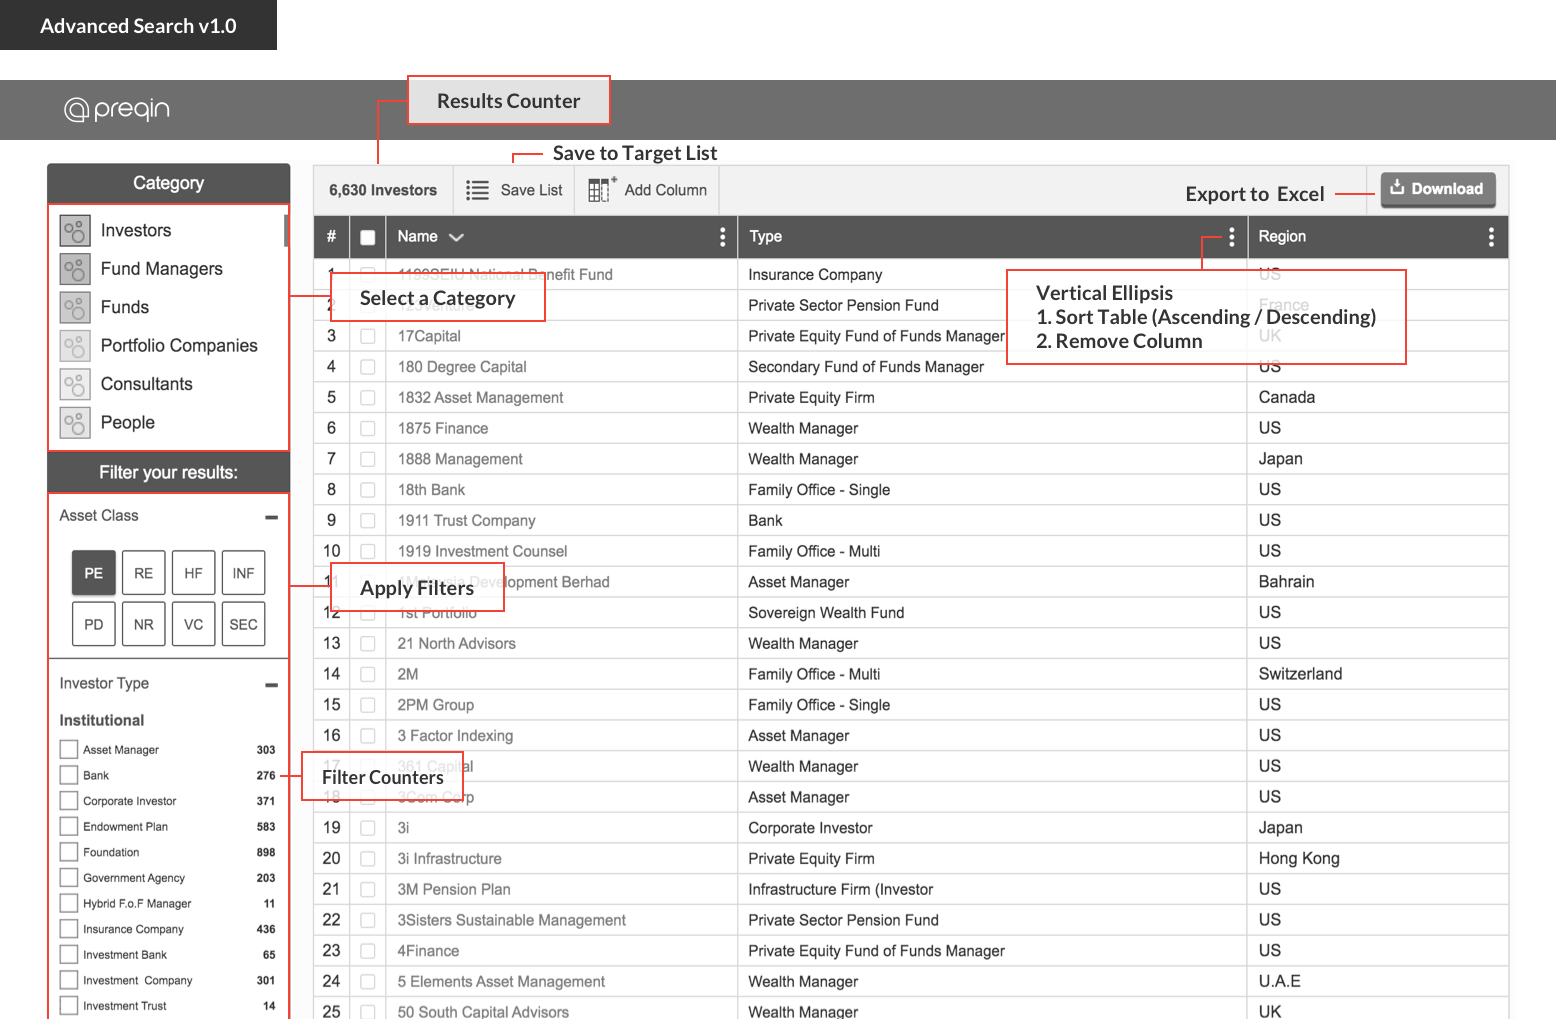 Advanced Search v1.0
preqin
Results Counter
Save to Target List
Category
6,630 Investors
Save List
Add Column
Export to Excel
Download
Investors
Fund Managers
Funds
Portfolio Companies
Consultants
People
Select a Category
Filter your results:
Asset Class
PE RE HF INF
PD NR VC SEC
Apply Filters
Investor Type
Institutional
Asset Manager 303
Bank 276
Corporate Investor 371
Endowment Plan 583
Foundation 898
Government Agency 203
Hybrid F.o.F Manager 11
Insurance Company 436
Investment Bank 65
Investment Company 301
Investment Trust 14
Filter Counters
# Name Type Region
Vertical Ellipsis
1. Sort Table (Ascending / Descending)
2. Remove Column
1 1199SEIU National Benefit Fund Insurance Company US
2 123Venture Private Sector Pension Fund France
3 17Capital Private Equity Fund of Funds Manager UK
4 180 Degree Capital Secondary Fund of Funds Manager US
5 1832 Asset Management Private Equity Firm Canada
6 1875 Finance Wealth Manager US
7 1888 Management Wealth Manager Japan
8 18th Bank Family Office - Single US
9 1911 Trust Company Bank US
10 1919 Investment Counsel Family Office - Multi US
11 1Malaysia Development Berhad Asset Manager Bahrain
12 1st Portfolio Sovereign Wealth Fund US
13 21 North Advisors Wealth Manager US
14 2M Family Office - Multi Switzerland
15 2PM Group Family Office - Single US
16 3 Factor Indexing Asset Manager US
17 361 Capital Wealth Manager US
18 3Com Corp Asset Manager US
19 3i Corporate Investor Japan
20 3i Infrastructure Private Equity Firm Hong Kong
21 3M Pension Plan Infrastructure Firm (Investor US
22 3Sisters Sustainable Management Private Sector Pension Fund US
23 4Finance Private Equity Fund of Funds Manager US
24 5 Elements Asset Management Wealth Manager U.A.E
25 50 South Capital Advisors Wealth Manager UK